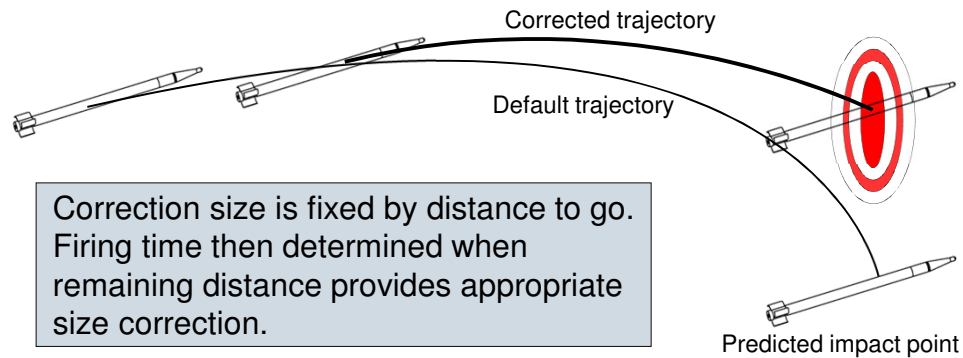 Corrected trajectory
Default trajectory
Correction size is fixed by distance to go.
Firing time then determined when
remaining distance provides appropriate
size correction.
Predicted impact point